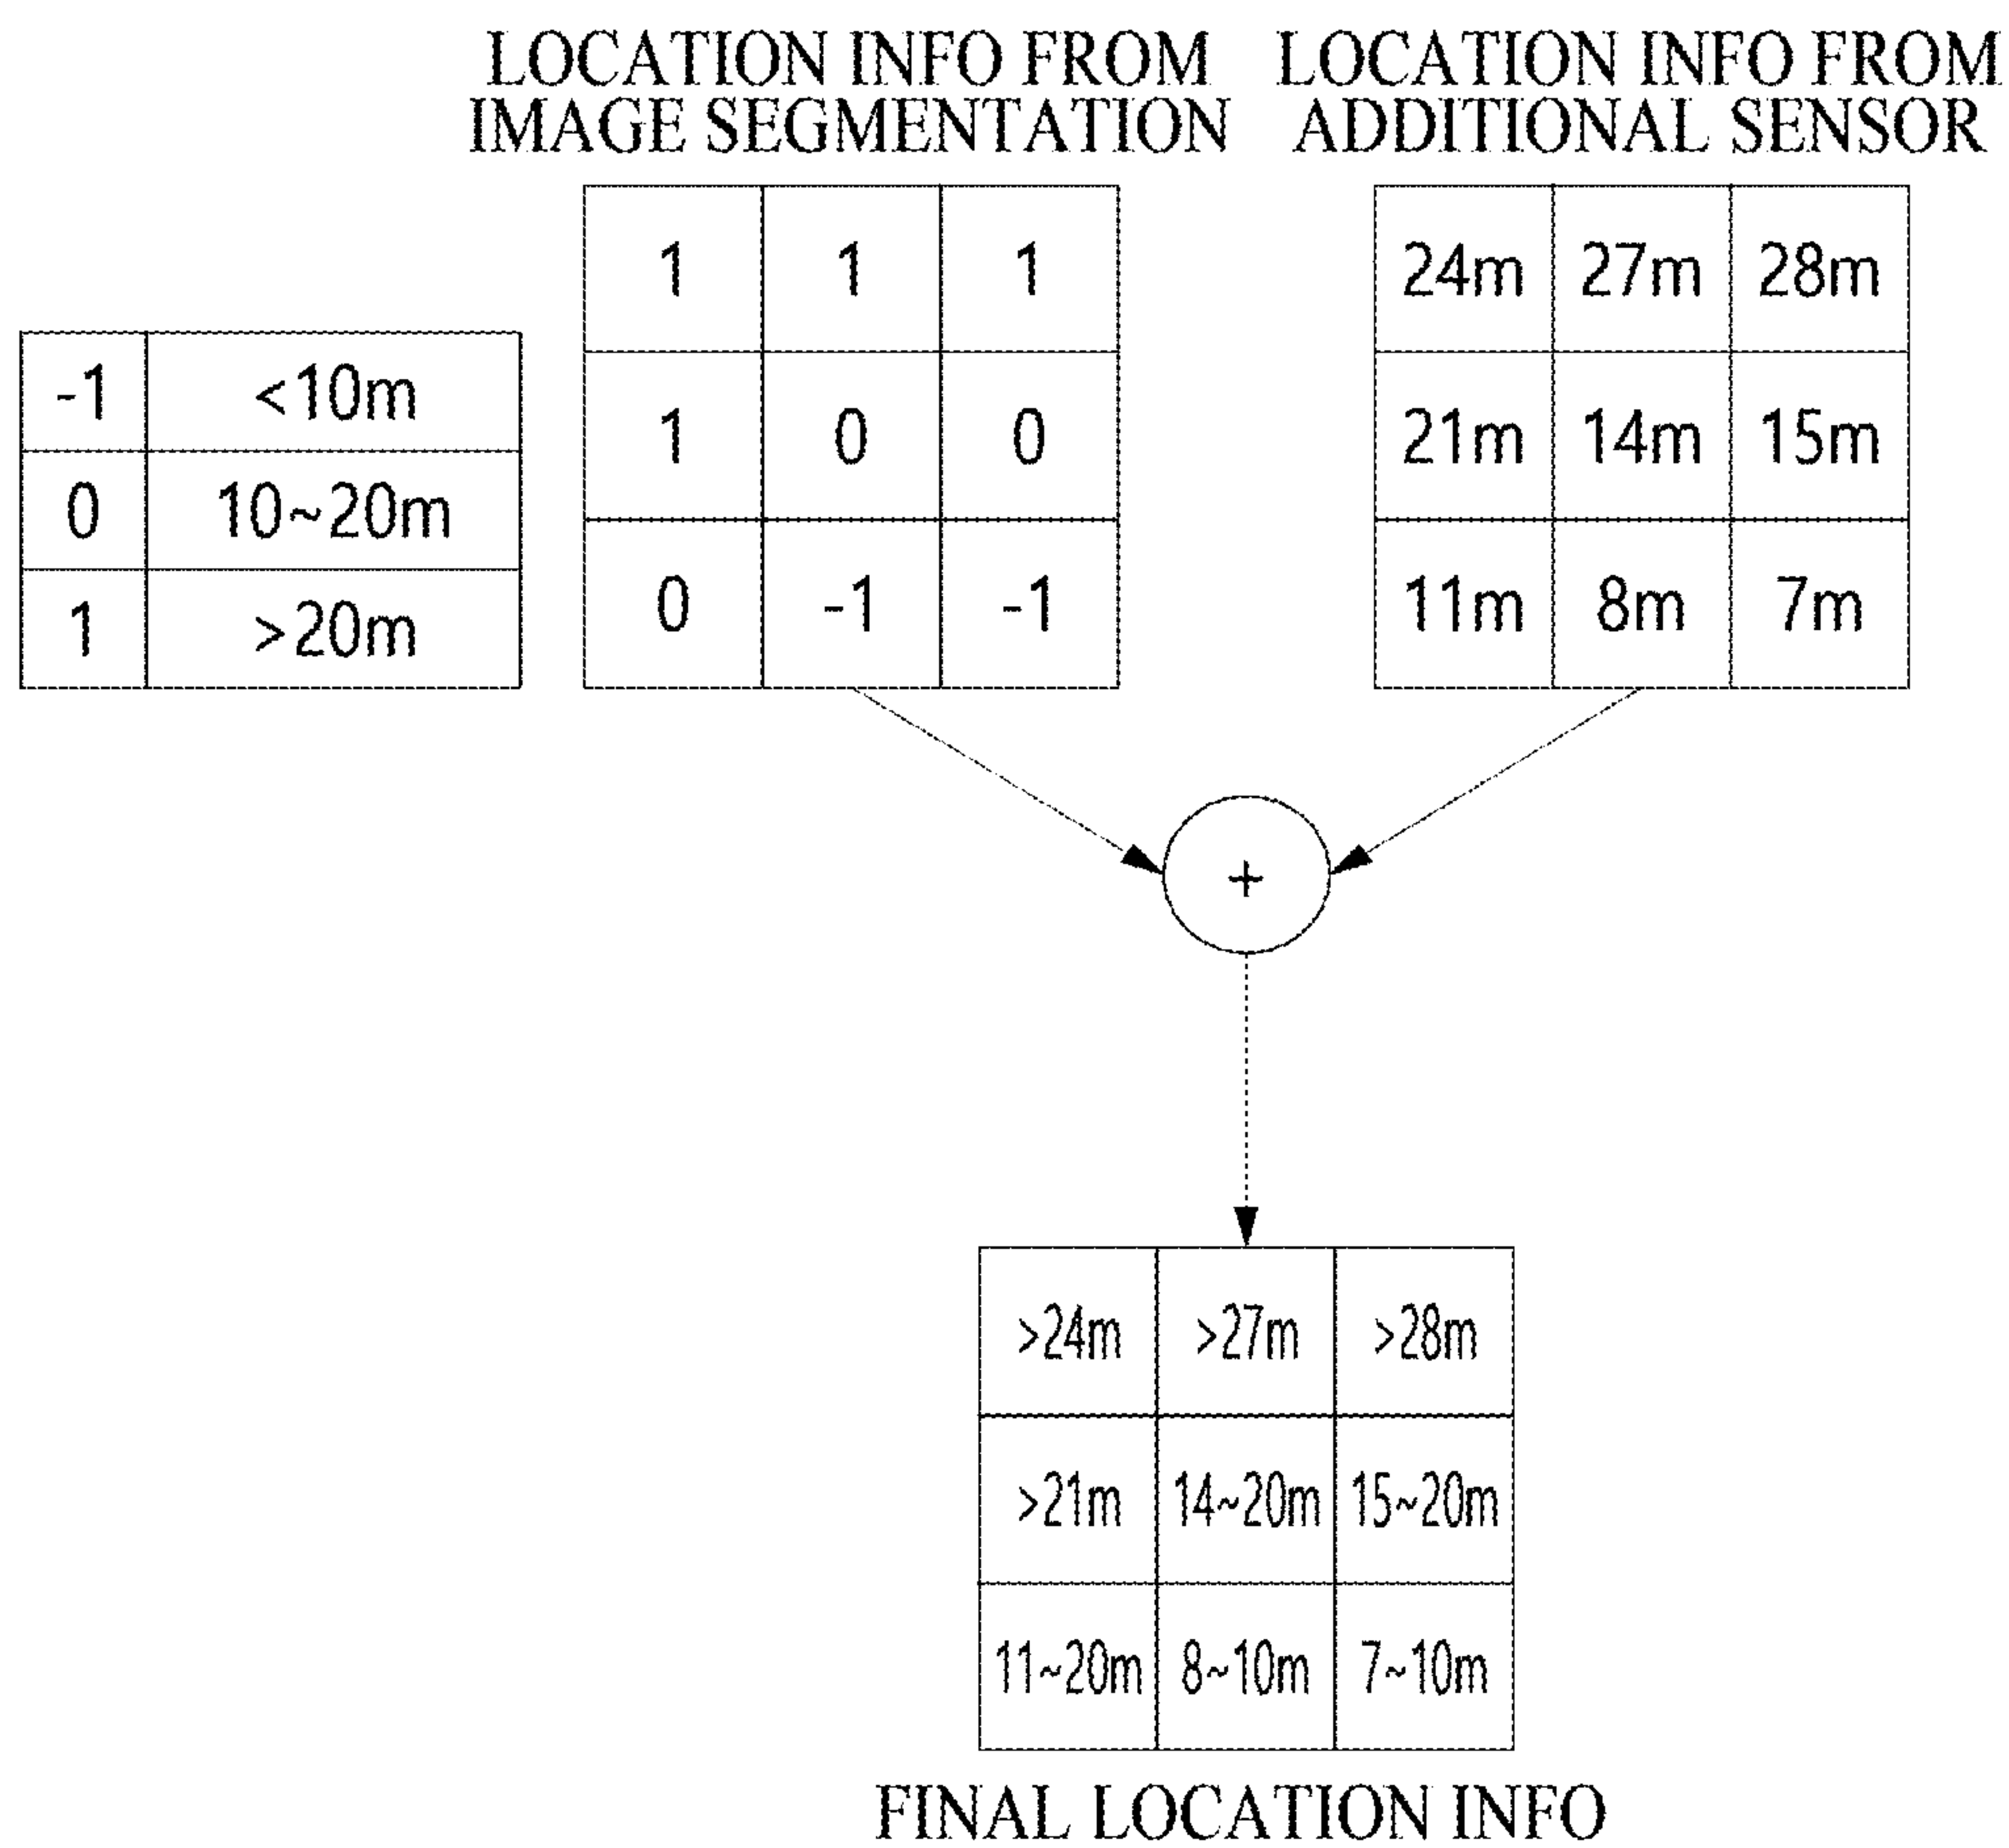 LOCATION INFO FROM
IMAGE SEGMENTATION
LOCATION INFO FROM
ADDITIONAL SENSOR
-1 <10m
0 10~20m
1 >20m
1 1 1
1 0 0
0 -1 -1
24m 27m 28m
21m 14m 15m
11m 8m 7m
+
>24m >27m >28m
>21m 14~20m 15~20m
11~20m 8~10m 7~10m
FINAL LOCATION INFO